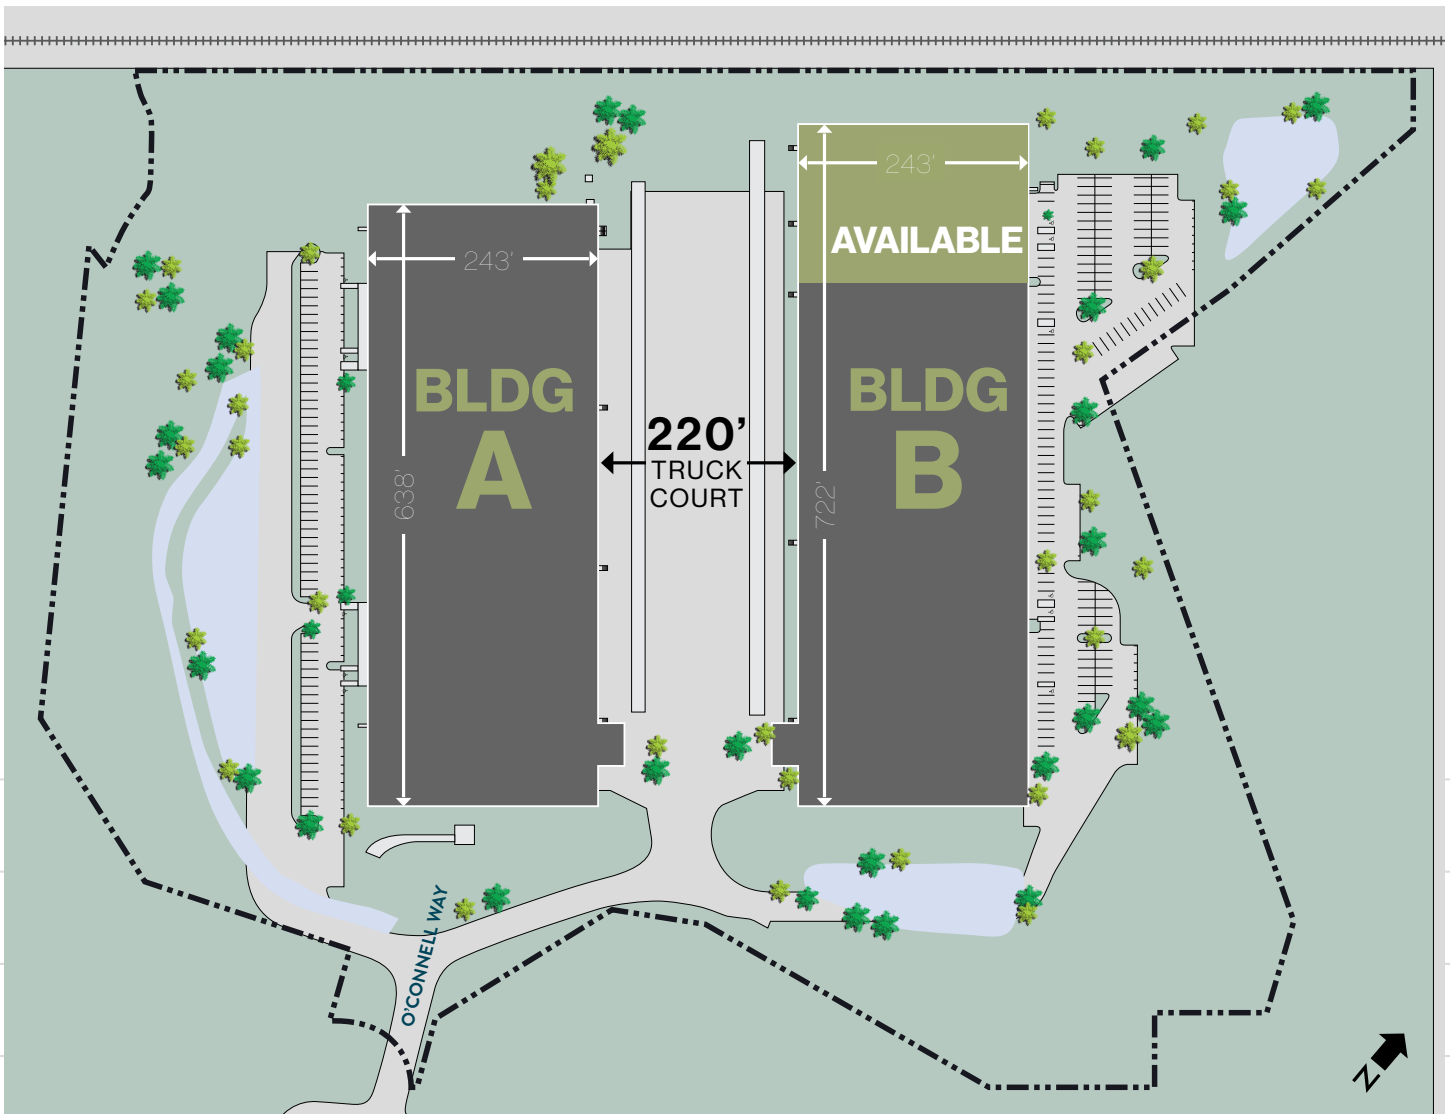 243'
AVAILABLE
243'
BLDG
A
638'
220'
TRUCK
COURT
BLDG
B
722'
O'CONNELL WAY
N